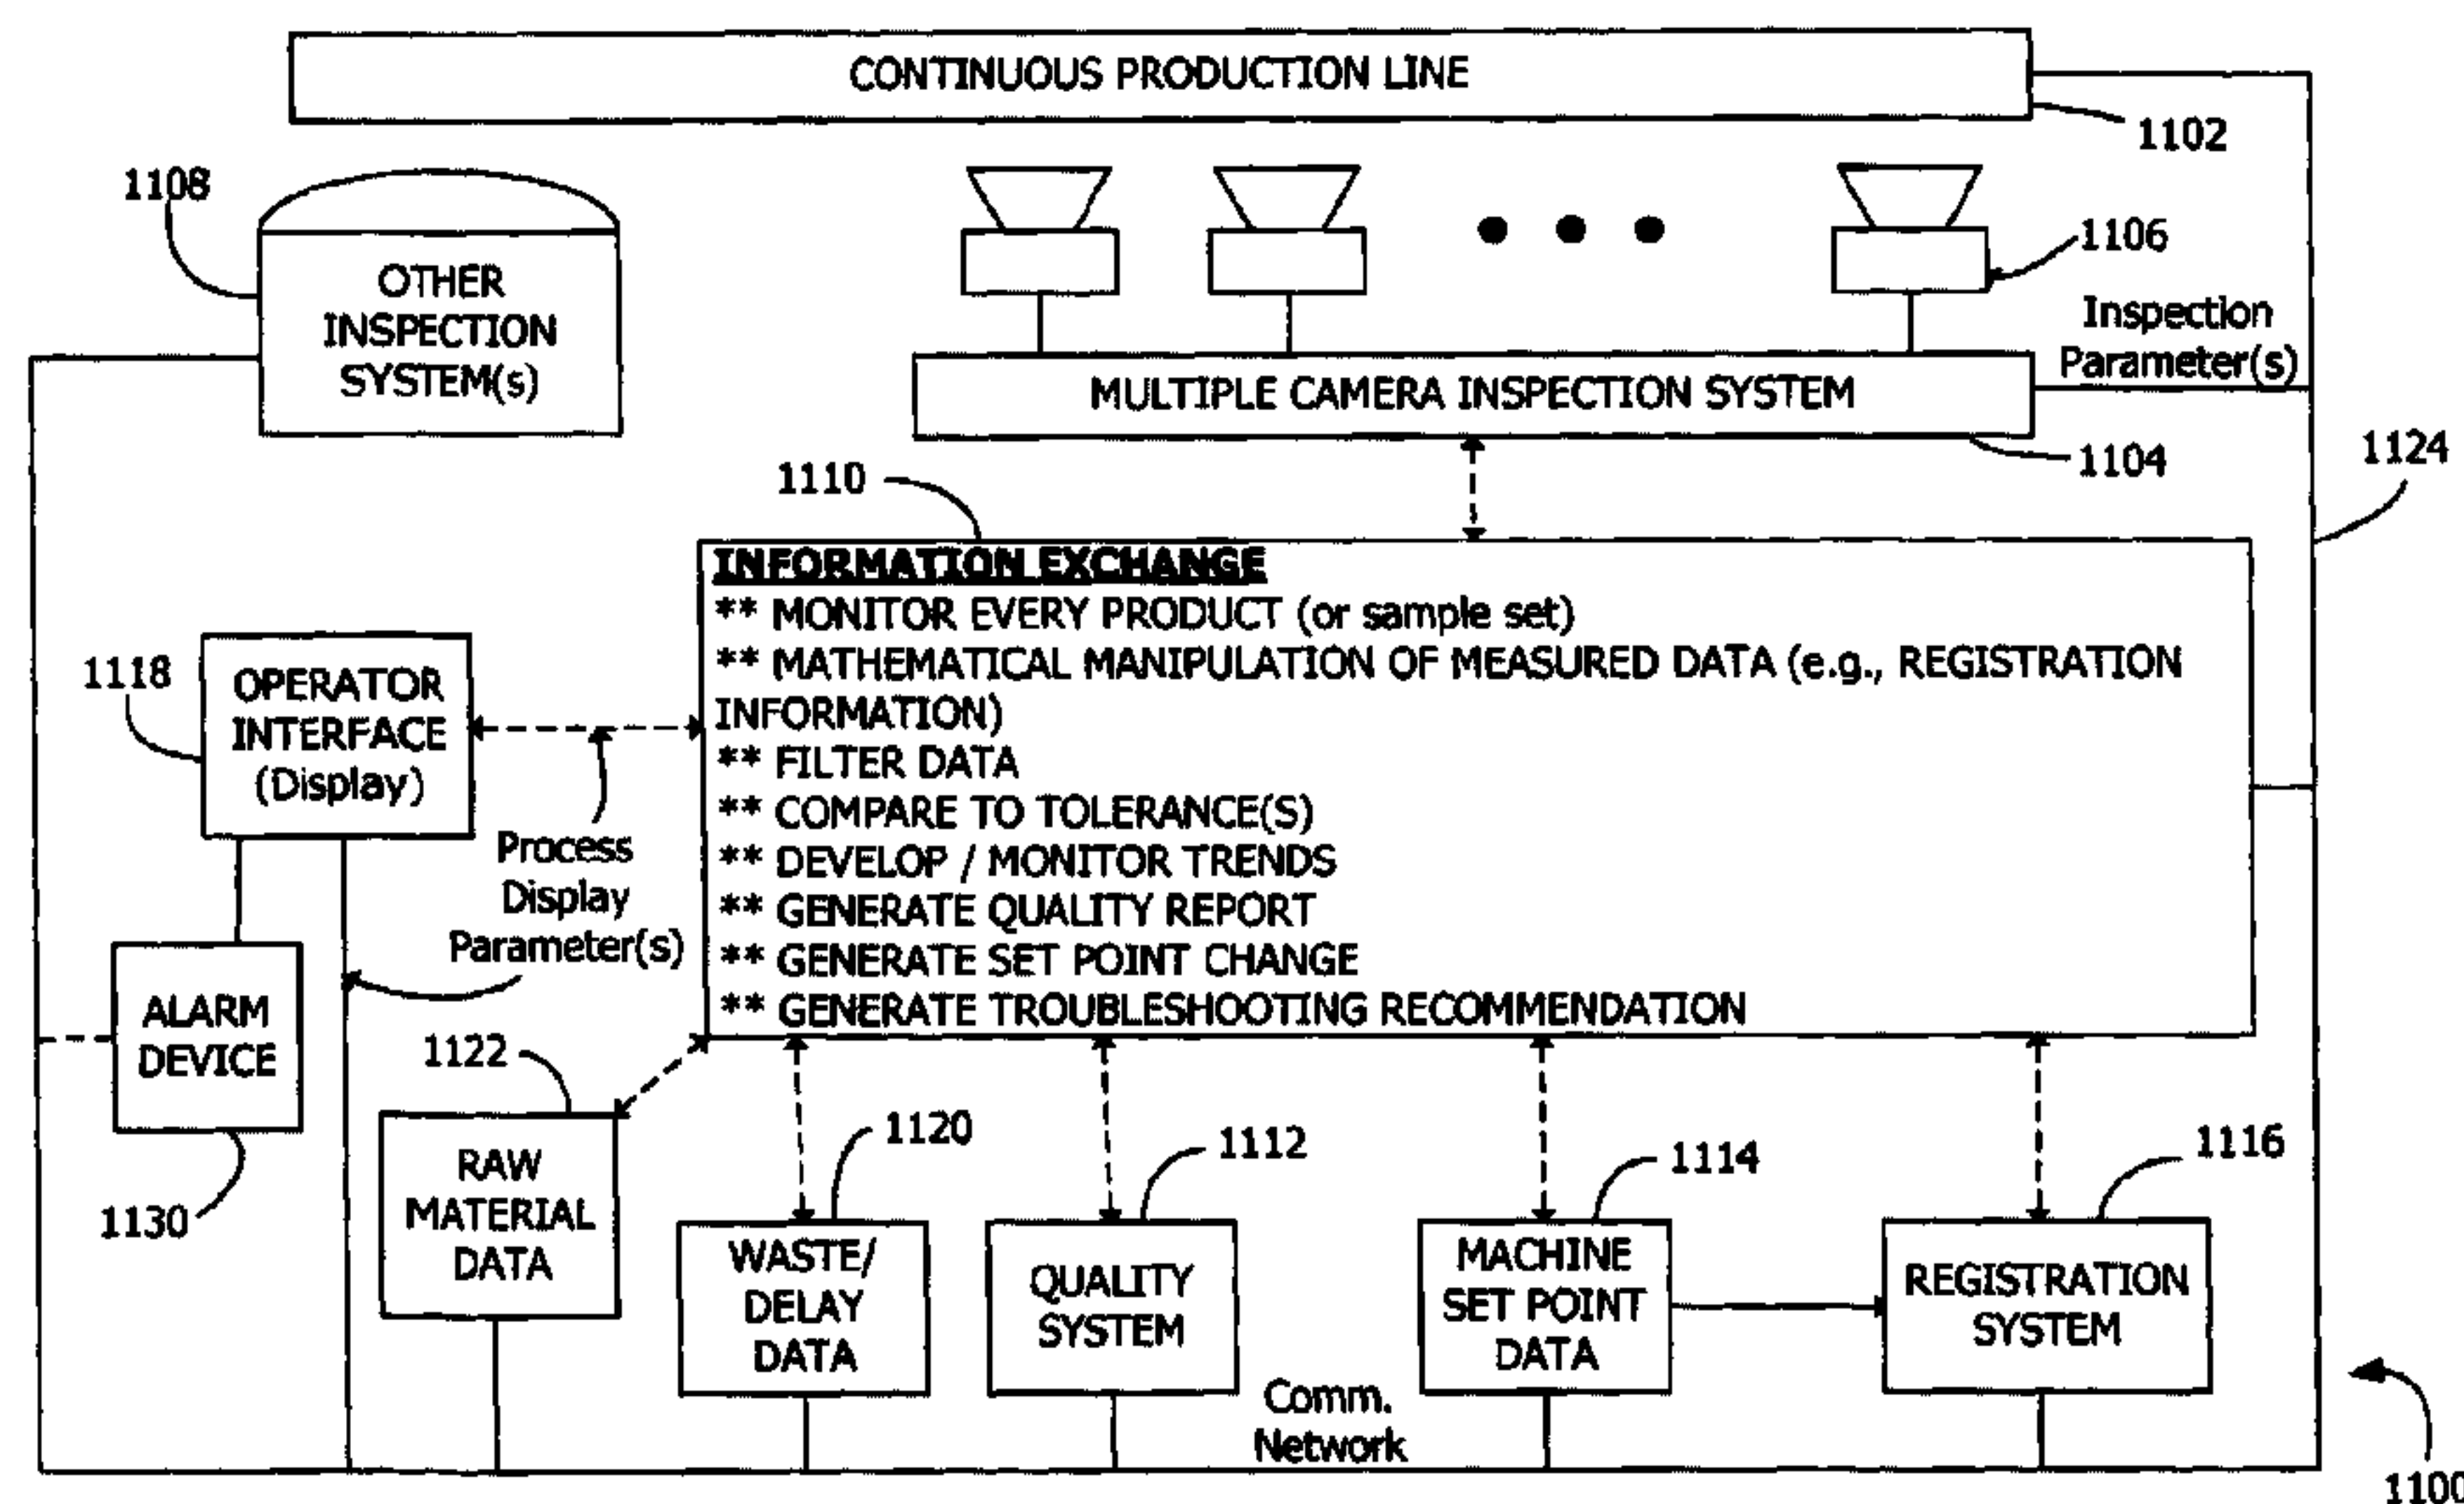 CONTINUOUS PRODUCTION LINE
1102
1108
1106
OTHER
INSPECTION
SYSTEM(s)
Inspection
Parameter(s)
MULTIPLE CAMERA INSPECTION SYSTEM
1104
1124
1110
INFORMATION EXCHANGE
** MONITOR EVERY PRODUCT (or sample set)
** MATHEMATICAL MANIPULATION OF MEASURED DATA (e.g., REGISTRATION
INFORMATION)
** FILTER DATA
** COMPARE TO TOLERANCE(S)
** DEVELOP / MONITOR TRENDS
** GENERATE QUALITY REPORT
** GENERATE SET POINT CHANGE
** GENERATE TROUBLESHOOTING RECOMMENDATION
1118
OPERATOR
INTERFACE
(Display)
Process
Display
Parameter(s)
ALARM
DEVICE
1130
1122
RAW
MATERIAL
DATA
1120
WASTE/
DELAY
DATA
1112
QUALITY
SYSTEM
Comm.
Network
1114
MACHINE
SET POINT
DATA
1116
REGISTRATION
SYSTEM
1100